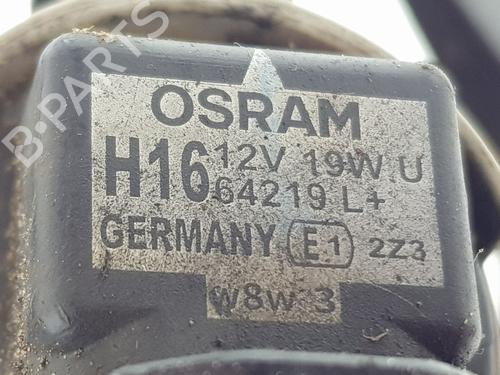 OSRAM
H16 12V 19W U
64219 L+
GERMANY E1 2Z3
w8w 3
B-PARTS